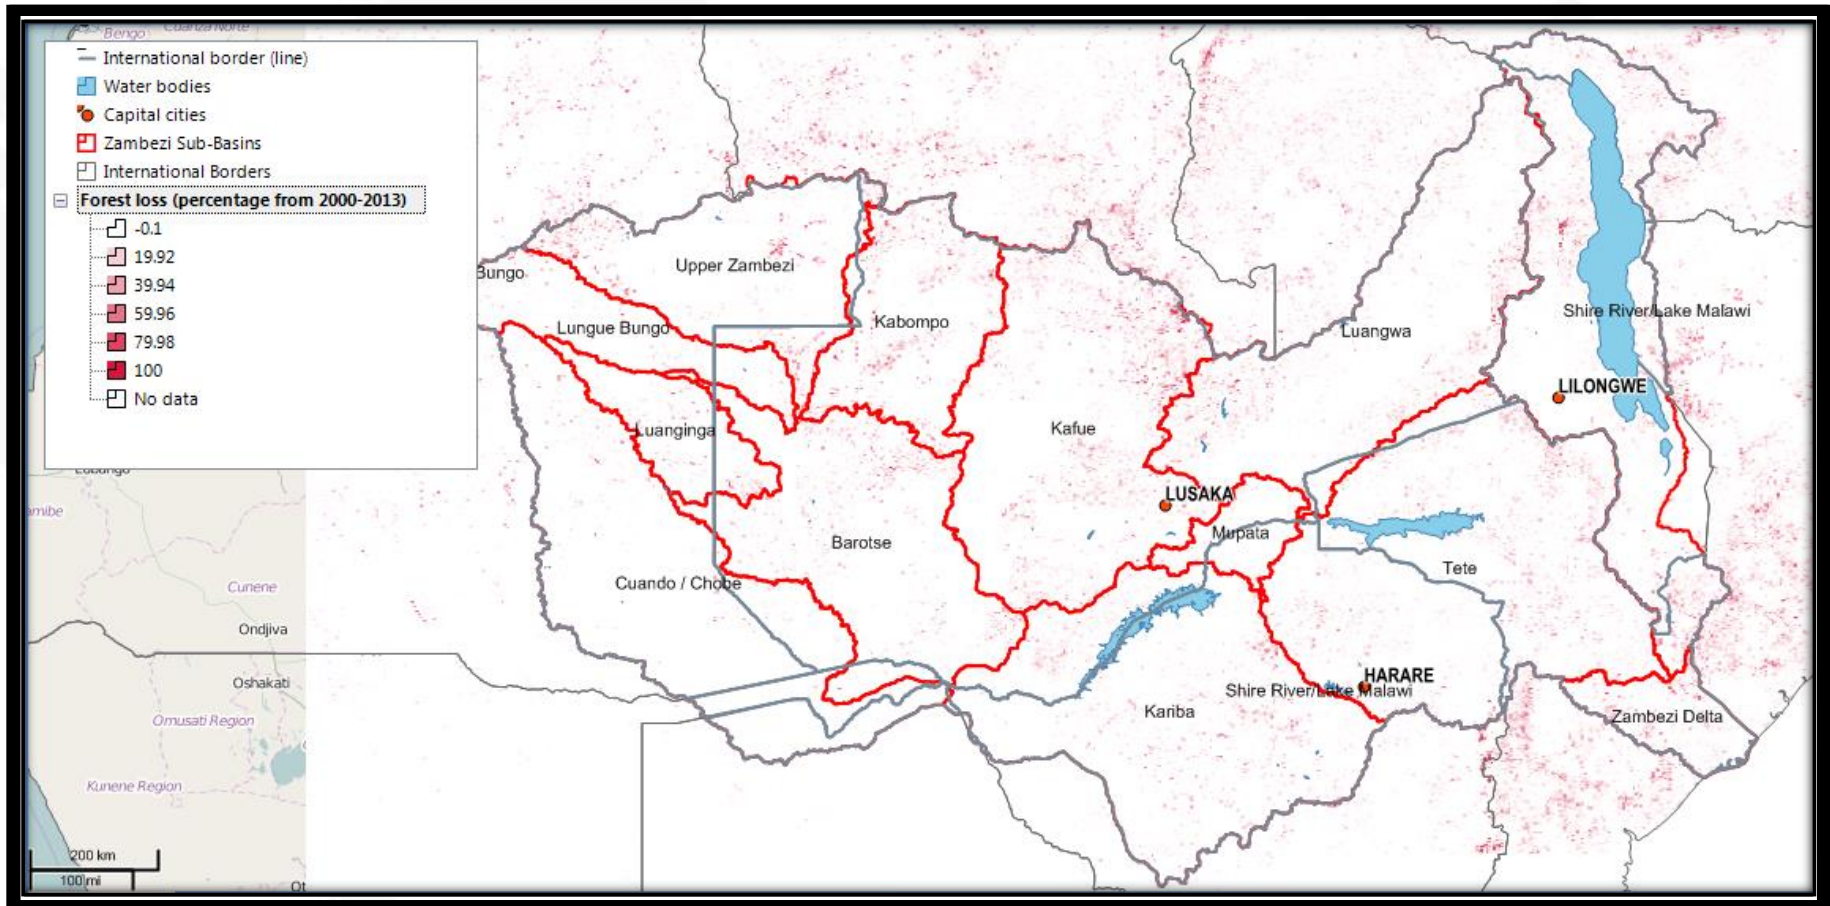 Bengo
Cuanza Norte
International border (line)
Water bodies
Capital cities
Zambezi Sub-Basins
International Borders
Forest loss (percentage from 2000-2013)
-0.1
19.92
39.94
59.96
79.98
100
No data
Bungo
Upper Zambezi
Lungue Bungo
Kabompo
Luangwa
Shire River/Lake Malawi
LILONGWE
Luanginga
Kafue
LUSAKA
Mupata
Barotse
Tete
Cuando / Chobe
Cunene
Ondjiva
Oshakati
HARARE
Shire River/Lake Malawi
Kariba
Zambezi Delta
Omusati Region
Kunene Region
200 km
100 mi